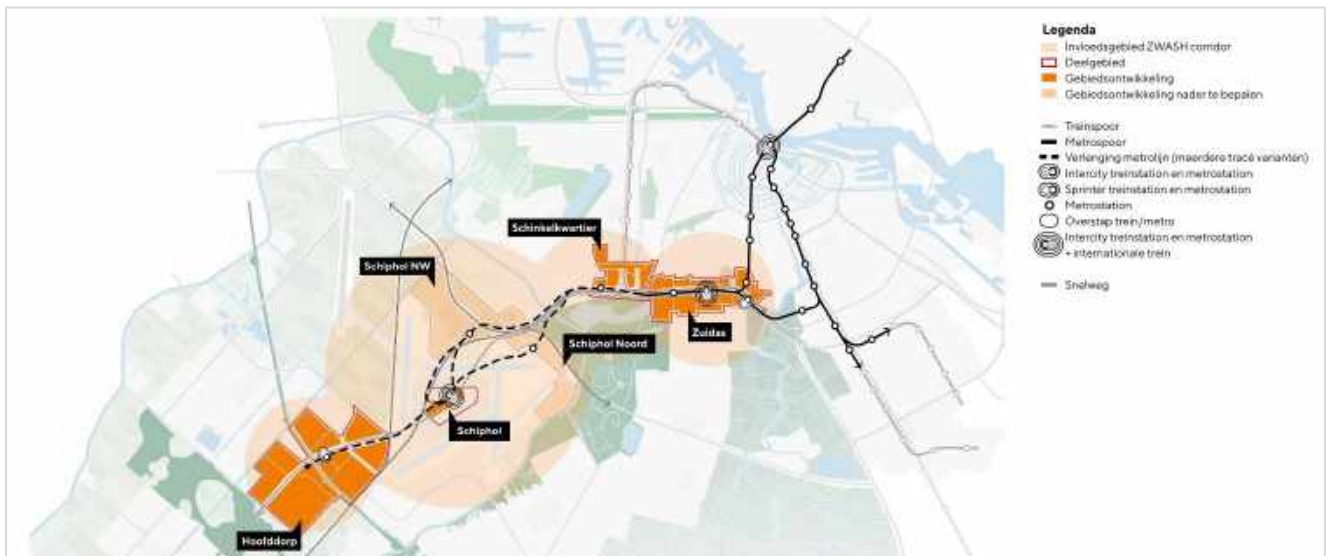 Legenda
Invloedsgebied ZWASH corridor
Deelgebied
Gebiedsontwikkeling
Gebiedsontwikkeling nader te bepalen
Treinspoor
Metrospoor
Verlenging metrolijn (meerdere tracé varianten)
Intercity treinstation en metrostation
Sprinter treinstation en metrostation
Metrostation
Overstap trein/metro
Intercity treinstation en metrostation
+ internationale trein
Snelweg
Schinkelkwartier
Schiphol NW
Zuidas
Schiphol Noord
Schiphol
Hoofddorp